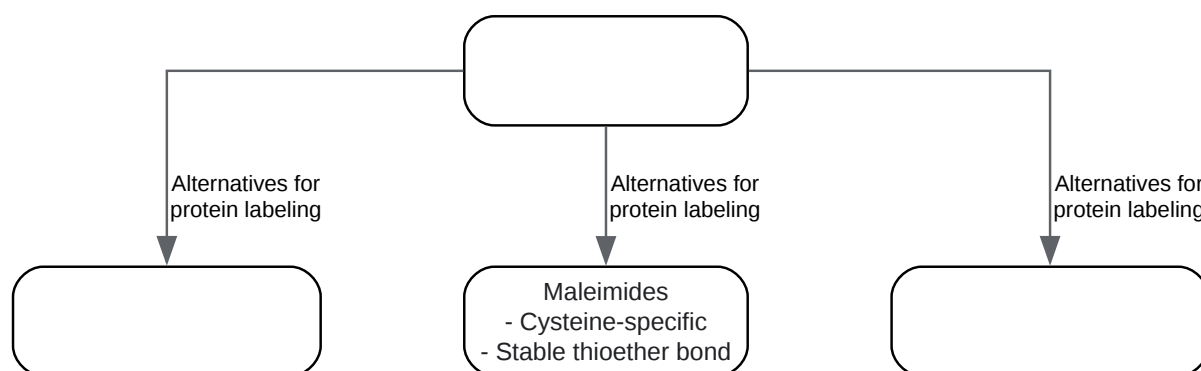 Alternatives for
protein labeling
Alternatives for
protein labeling
Alternatives for
protein labeling
Maleimides
- Cysteine-specific
- Stable thioether bond